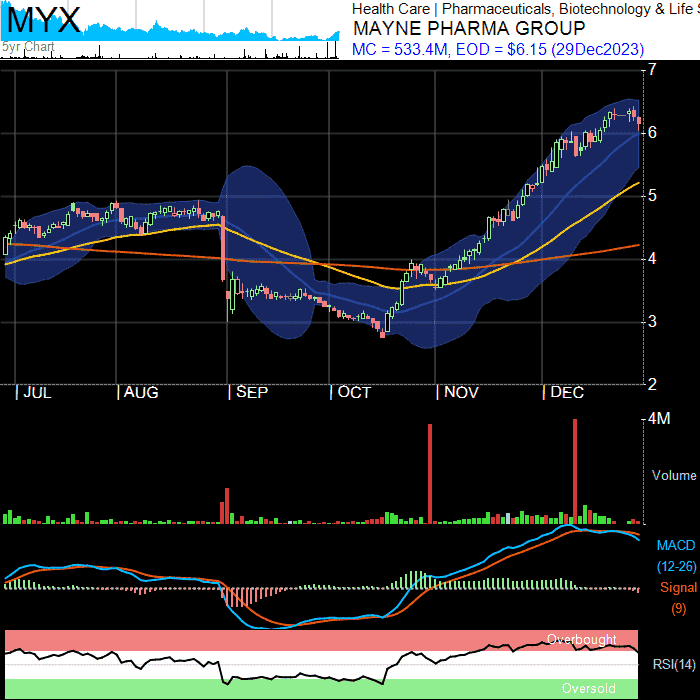 MYX
5yr Chart
Health Care | Pharmaceuticals, Biotechnology & Life S
MAYNE PHARMA GROUP
MC = 533.4M, EOD = $6.15 (29Dec2023)
7
6
5
4
3
2
| JUL | AUG | SEP | OCT | NOV | DEC
4M
Volume
MACD
(12-26)
Signal
(9)
Overbought
RSI(14)
Oversold